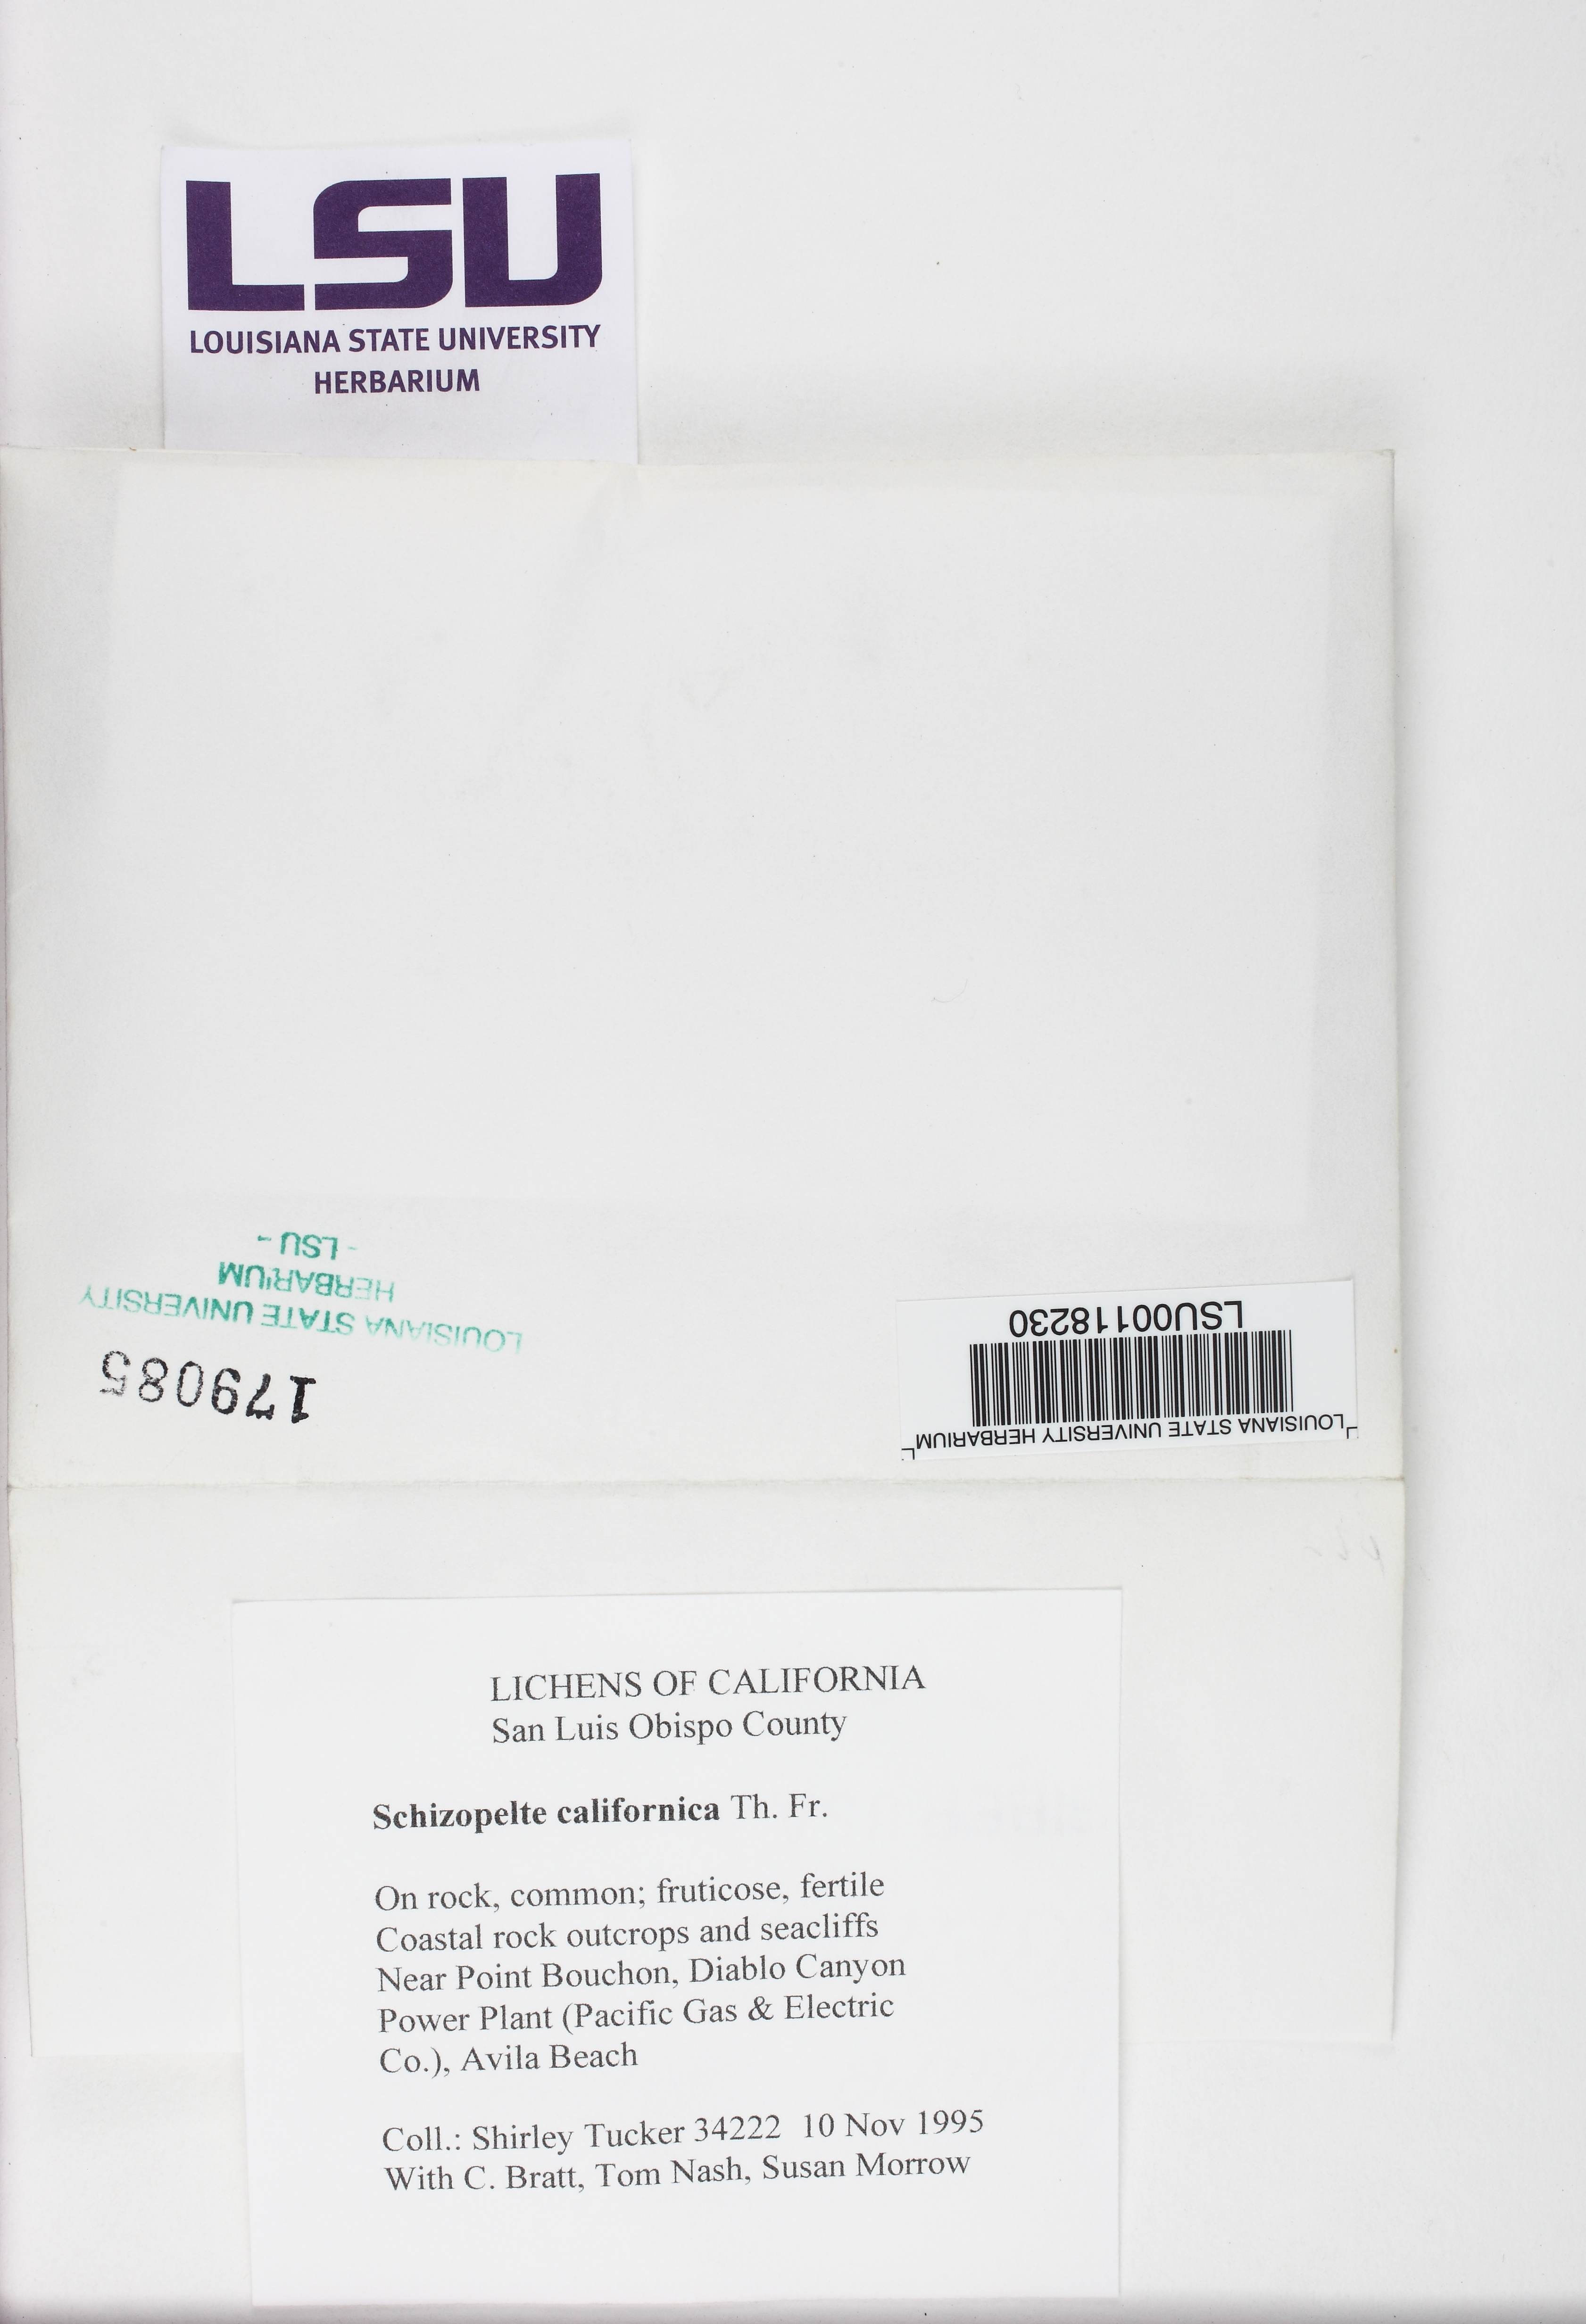 LSU
LOUISIANA STATE UNIVERSITY
HERBARIUM
LOUISIANA STATE UNIVERSITY
HERBARIUM
- LSU -
179085
LOUISIANA STATE UNIVERSITY HERBARIUM
LSU00118230
LICHENS OF CALIFORNIA
San Luis Obispo County
Schizopelte californica Th. Fr.
On rock, common; fruticose, fertile
Coastal rock outcrops and seacliffs
Near Point Bouchon, Diablo Canyon
Power Plant (Pacific Gas & Electric
Co.), Avila Beach
Coll.: Shirley Tucker 34222 10 Nov 1995
With C. Bratt, Tom Nash, Susan Morrow